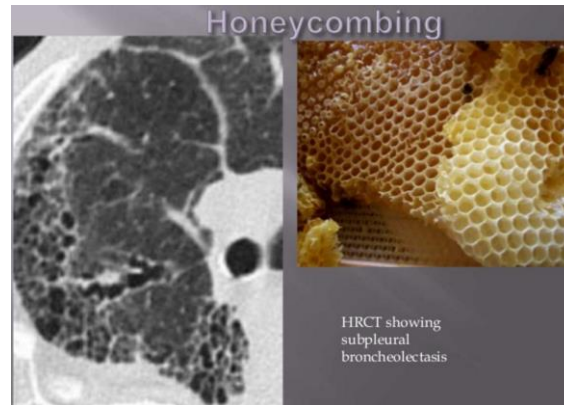 Honeycombing
HRCT showing
subpleural
broncheolectasis